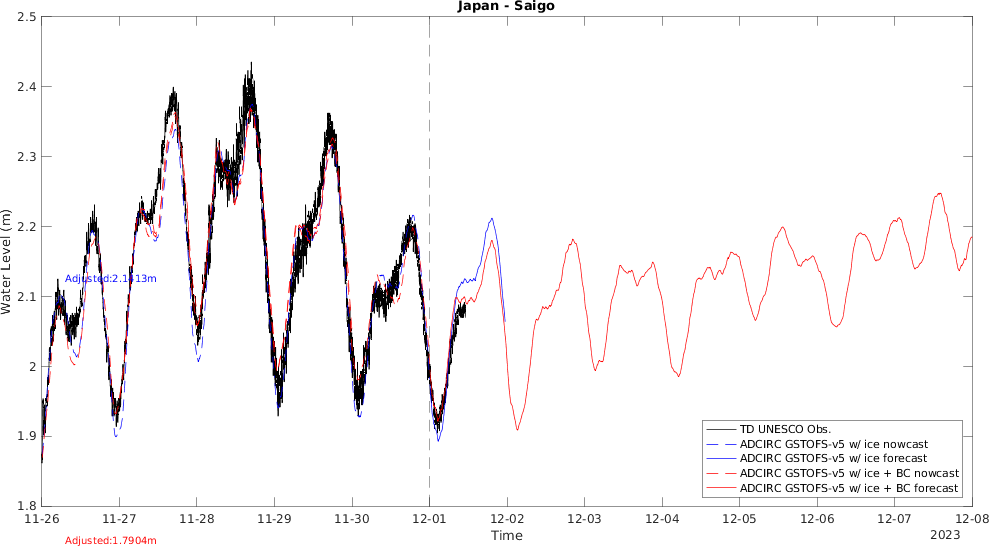 Japan - Saigo
2.5
2.4
2.3
2.2
2.1
2
1.9
1.8
Water Level (m)
Adjusted:2.1413m
TD UNESCO Obs.
ADCIRC GSTOFS-v5 w/ ice nowcast
ADCIRC GSTOFS-v5 w/ ice forecast
ADCIRC GSTOFS-v5 w/ ice + BC nowcast
ADCIRC GSTOFS-v5 w/ ice + BC forecast
11-26 11-27 11-28 11-29 11-30 12-01 12-02 12-03 12-04 12-05 12-06 12-07 12-08
Time
2023
Adjusted:1.7904m